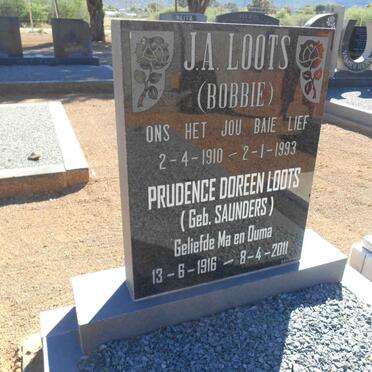 J.A. LOOTS
(BOBBIE)
ONS HET JOU BAIE LIEF
2-4-1910 - 2-1-1993
PRUDENCE DOREEN LOOTS
(Geb. SAUNDERS)
Geliefde Ma en Ouma
13-6-1916 - 8-4-2011